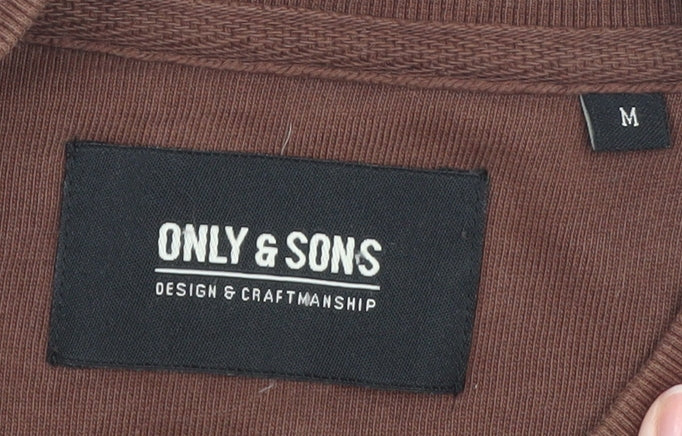 ONLY & SONS
DESIGN & CRAFTMANSHIP
M